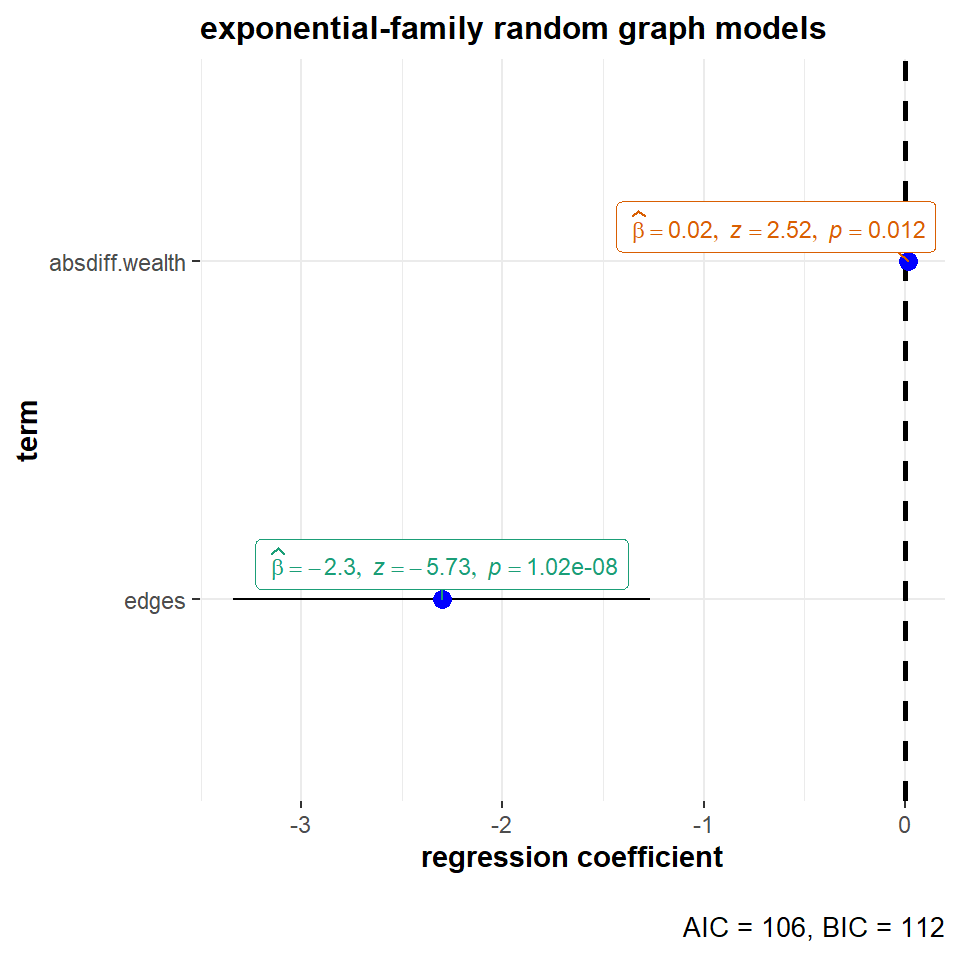 exponential-family random graph models
β̂ = 0.02, z = 2.52, p = 0.012
absdiff.wealth
term
β̂ = −2.3, z = −5.73, p = 1.02e-08
edges
-3 -2 -1 0
regression coefficient
AIC = 106, BIC = 112